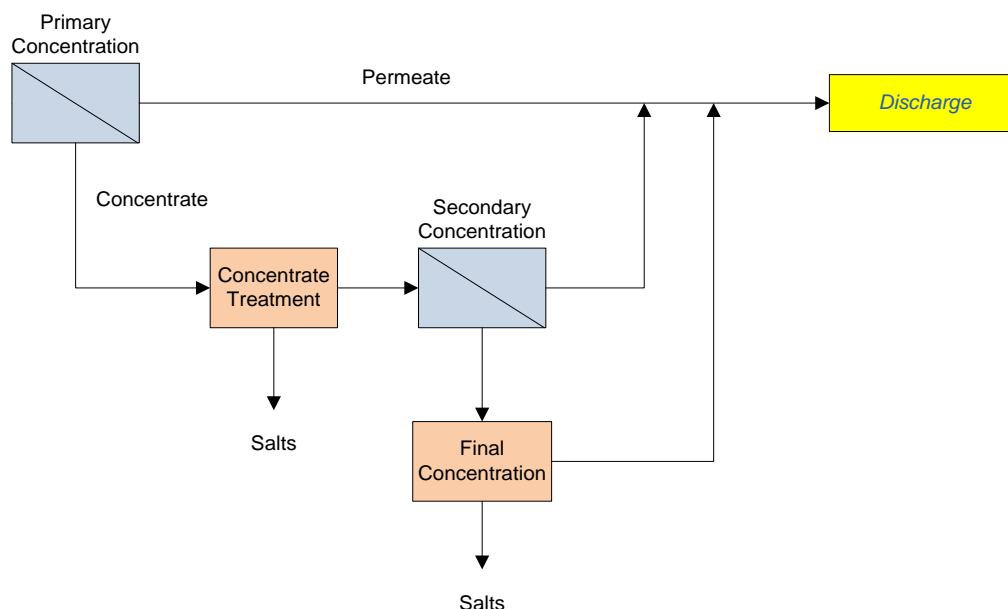 Primary
Concentration
Permeate
Discharge
Concentrate
Secondary
Concentration
Concentrate
Treatment
Salts
Final
Concentration
Salts